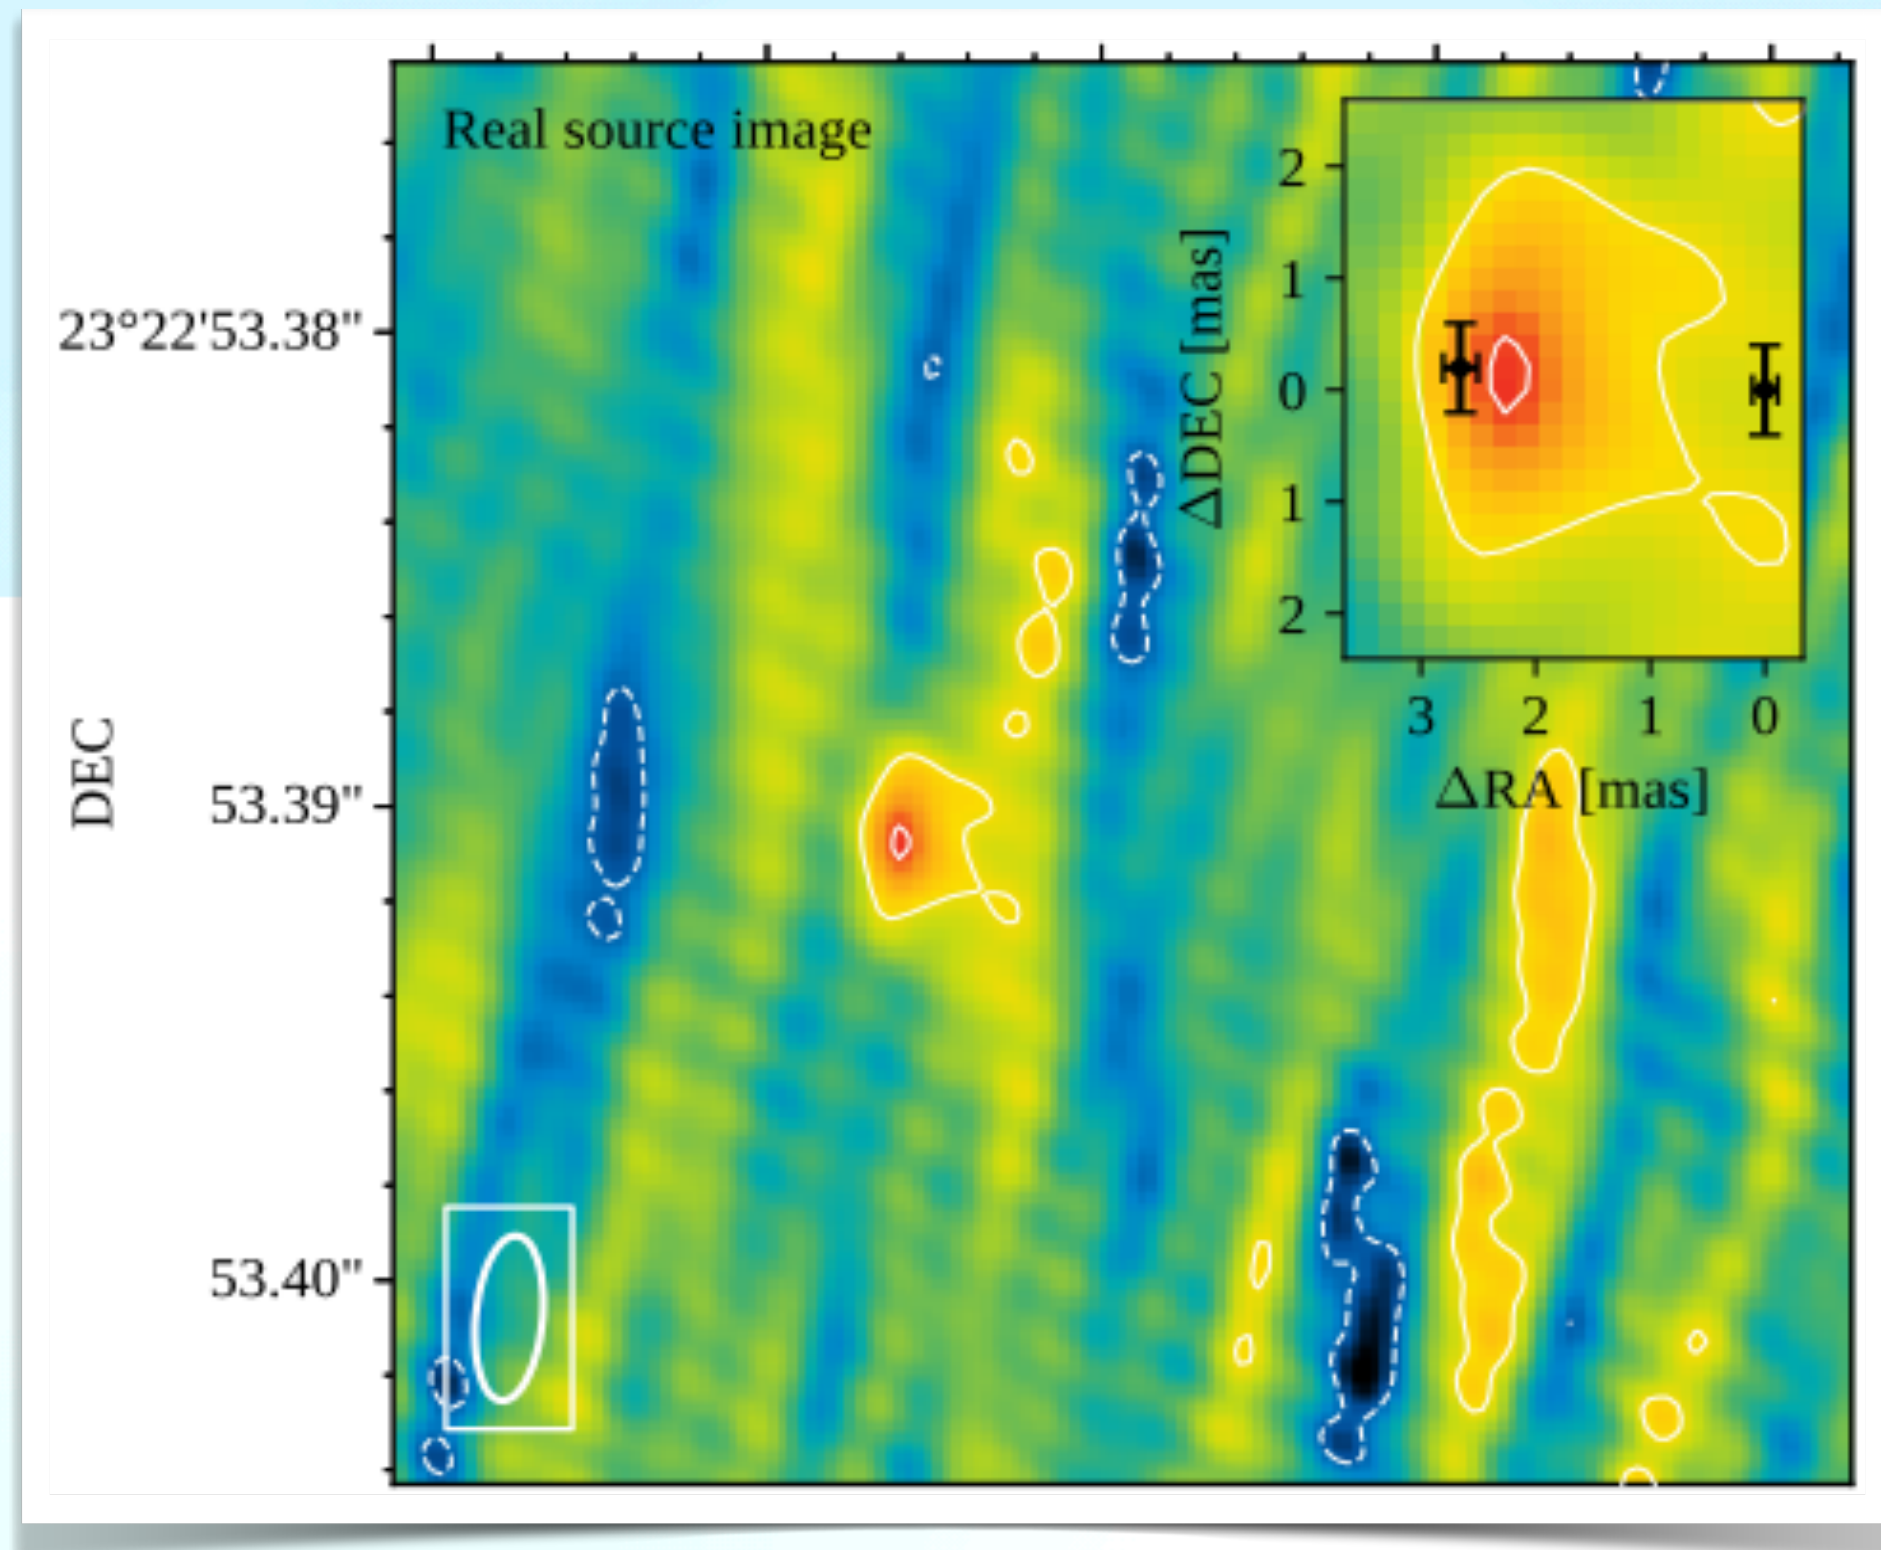 Real source image
23°22'53.38"
53.39"
53.40"
DEC
2
1
0
1
2
ΔDEC [mas]
3 2 1 0
ΔRA [mas]